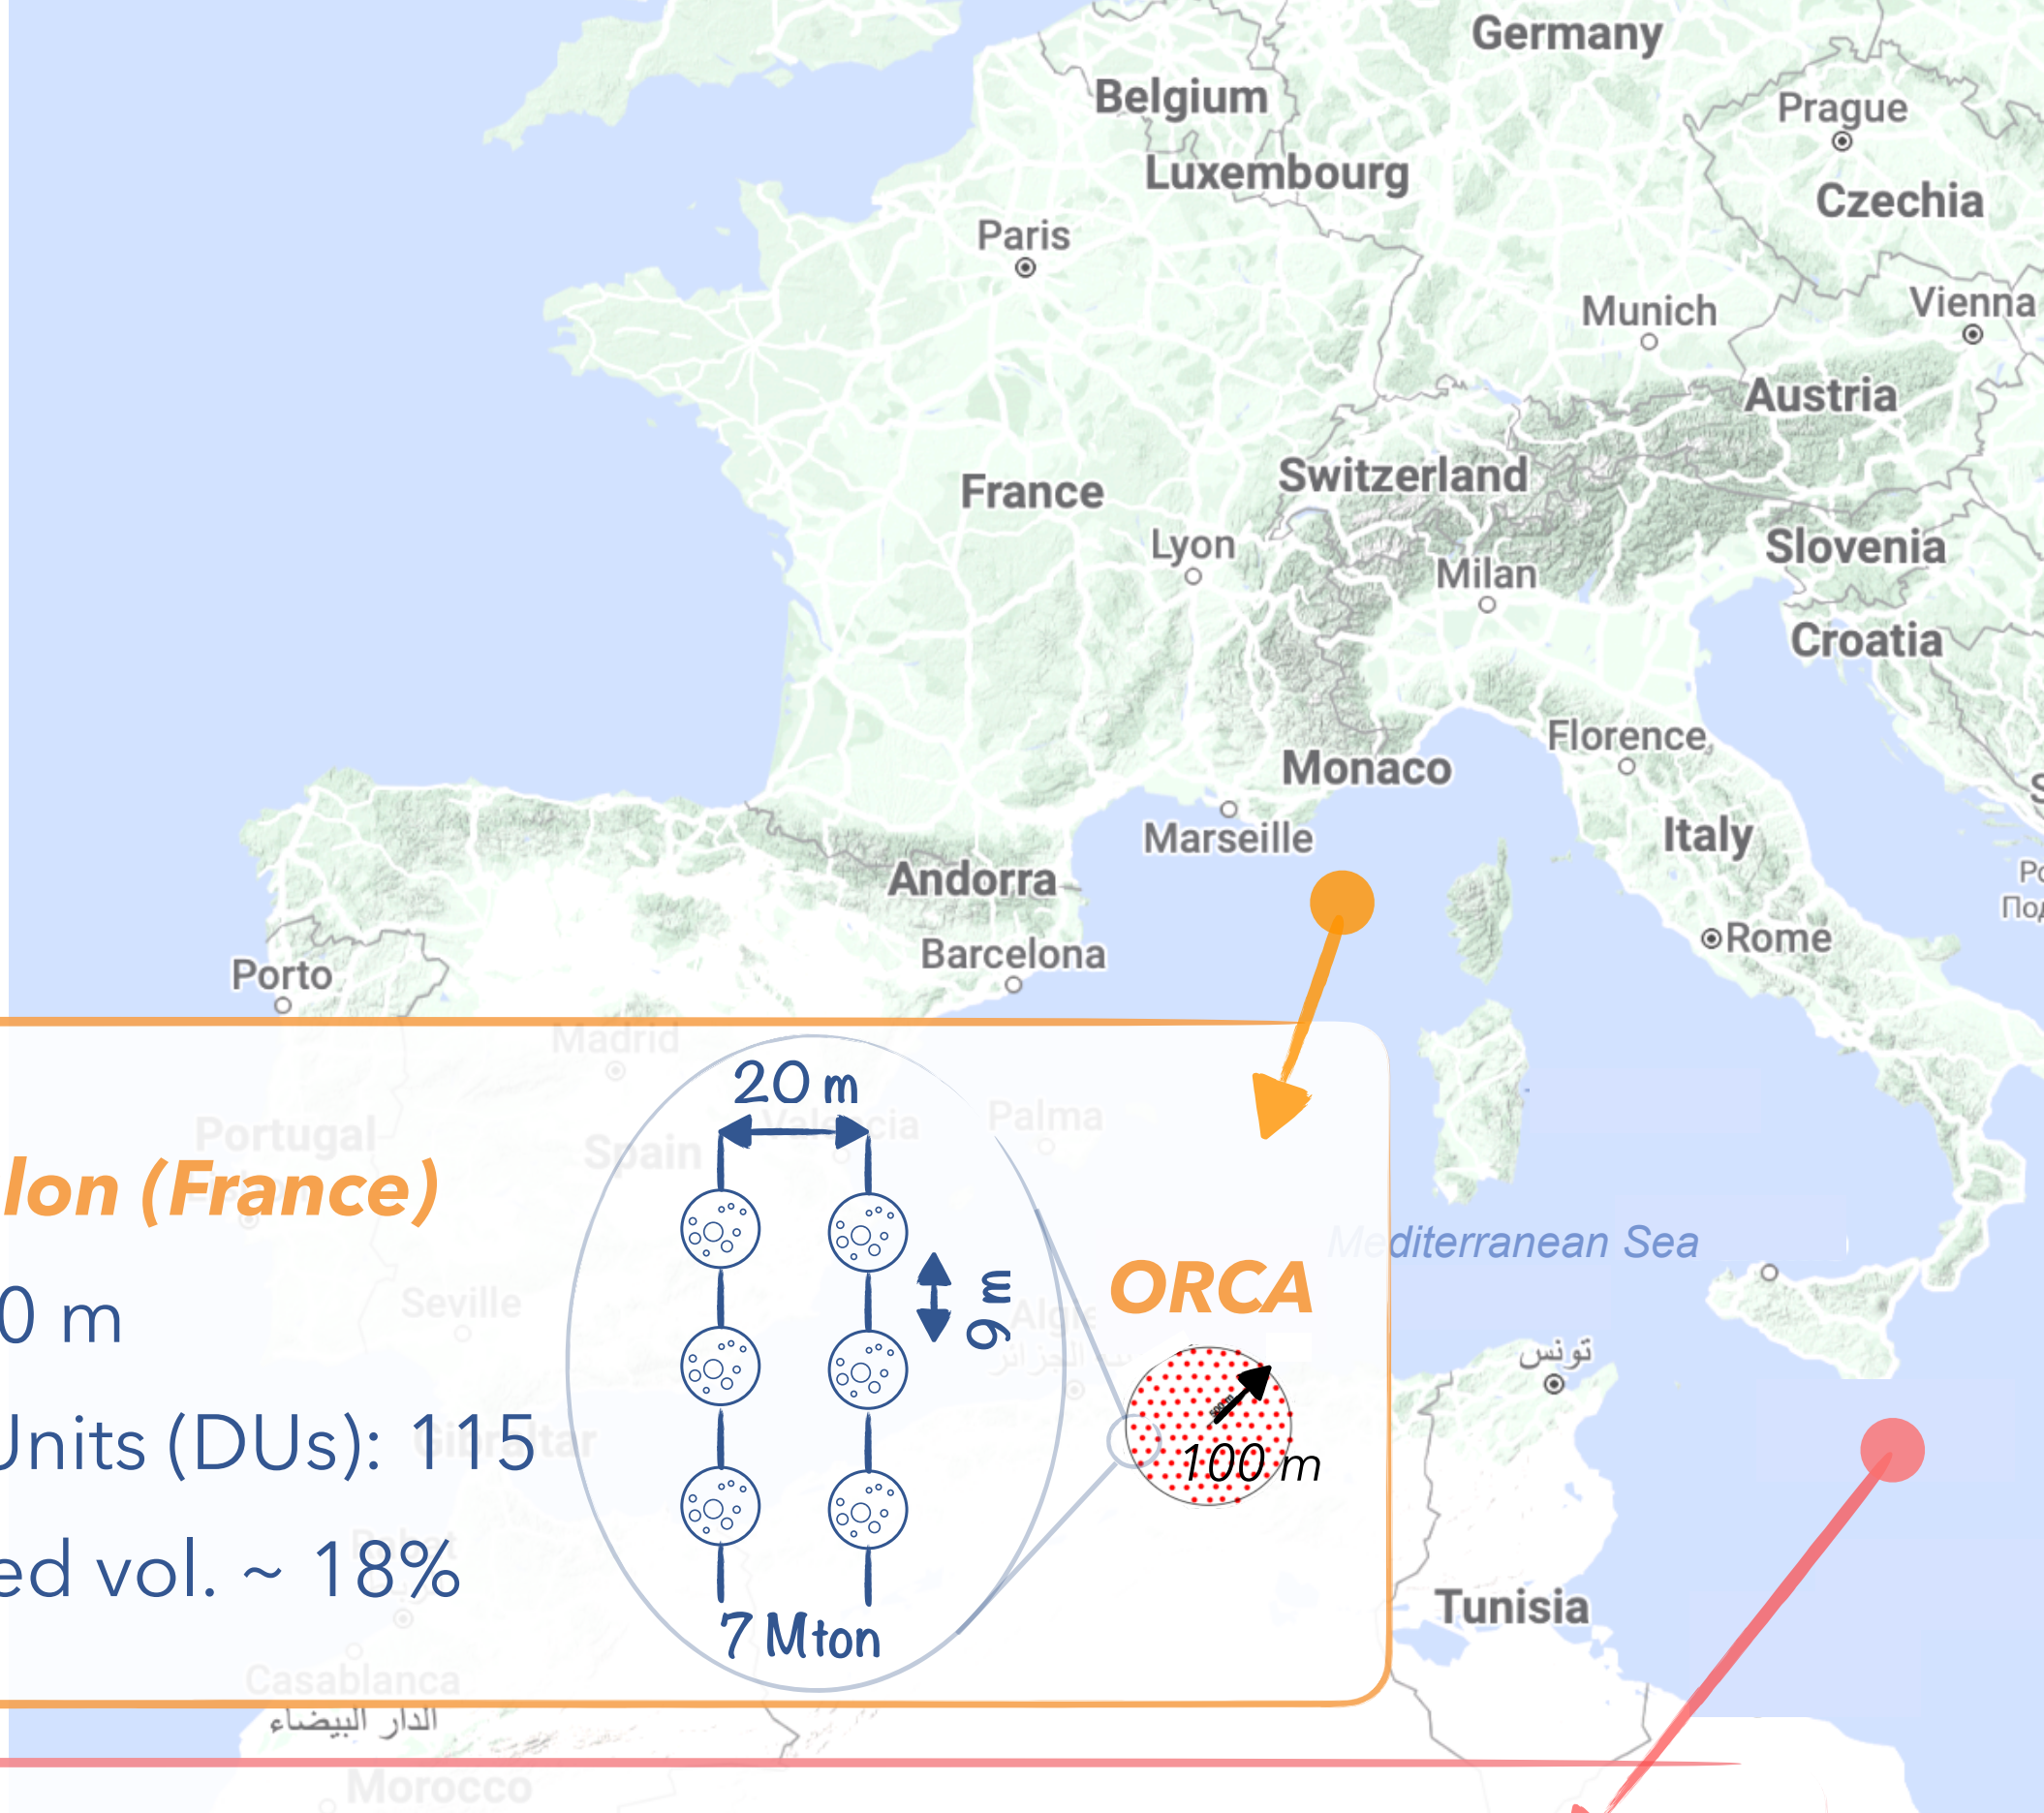 Germany
Belgium
Prague
Luxembourg
Czechia
Paris
Munich
Vienna
Austria
Switzerland
France
Lyon
Slovenia
Milan
Croatia
Florence
Monaco
Marseille
Italy
Andorra
Rome
Barcelona
Porto
Madrid
20 m
Palma
Portugal
Spain
lon (France)
Mediterranean Sea
ORCA
Seville
9 m
0 m
تونس
Units (DUs): 115
Gibraltar
100 m
Rabat
ed vol. ~ 18%
Tunisia
7 Mton
Casablanca
الدار البيضاء
Morocco